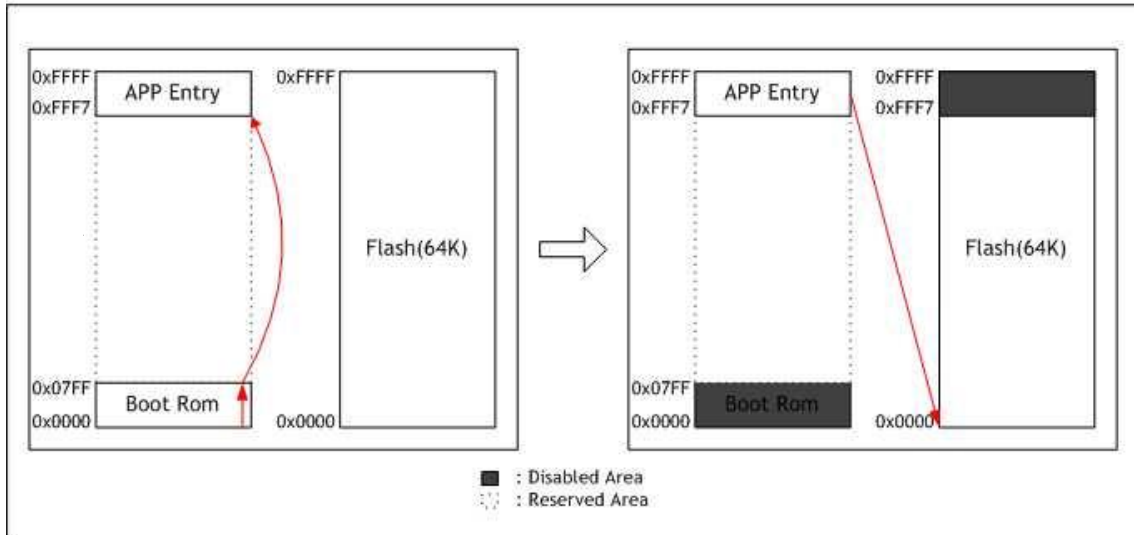 0xFFFF
APP Entry
0xFFF7
0x07FF
Boot Rom
0x0000
0xFFFF
Flash(64K)
0x0000
0xFFFF
APP Entry
0xFFF7
0x07FF
Boot Rom
0x0000
0xFFFF
0xFFF7
Flash(64K)
0x0000
: Disabled Area
: Reserved Area